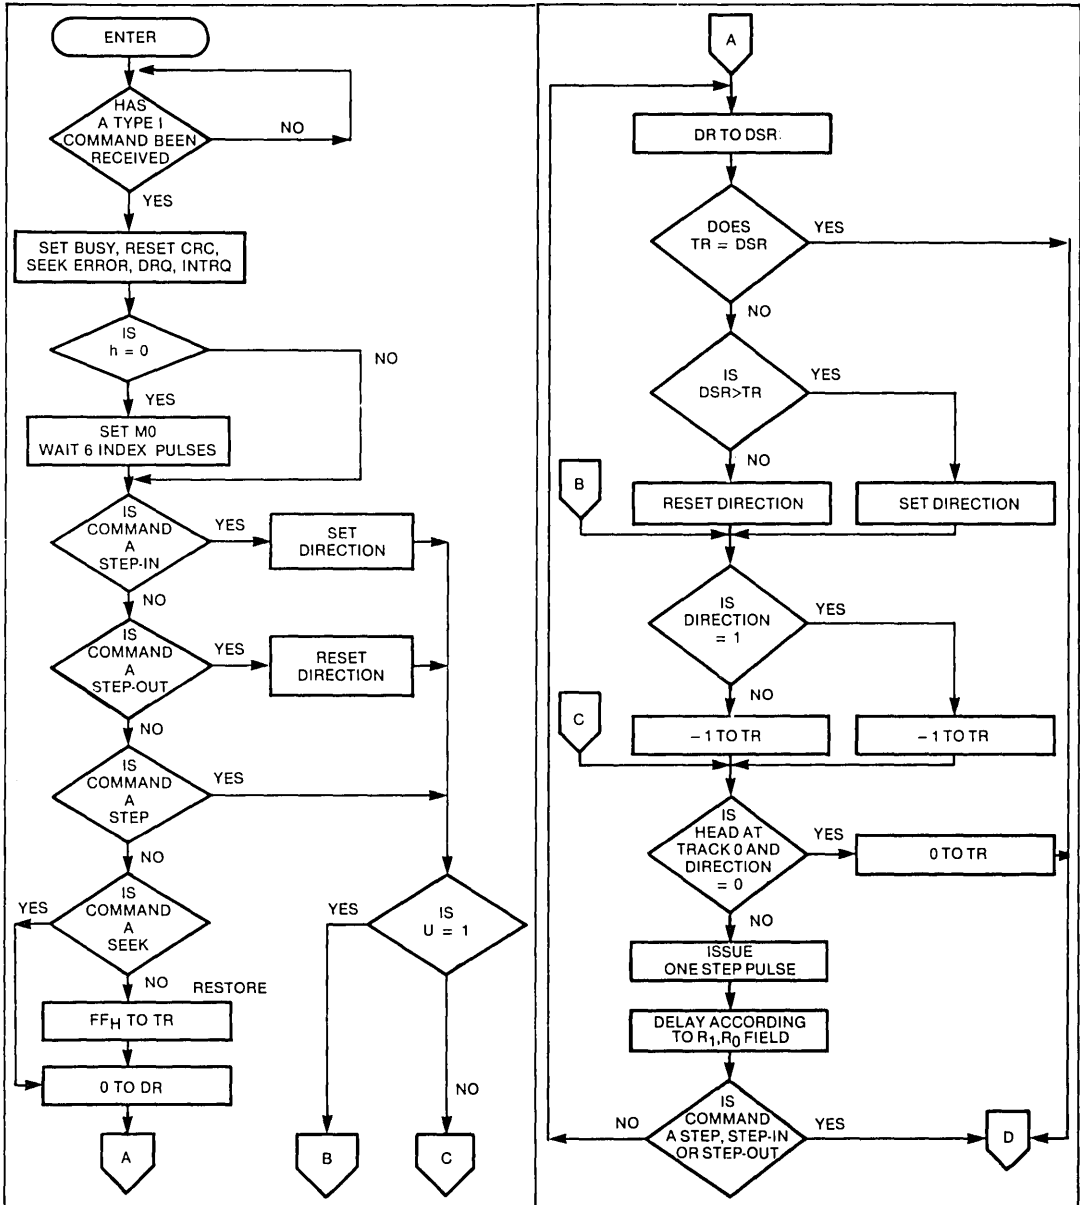 ENTER
HAS
A TYPE I
COMMAND BEEN
RECEIVED
NO
YES
SET BUSY, RESET CRC,
SEEK ERROR, DRQ, INTRQ
IS
h = 0
NO
YES
SET M0
WAIT 6 INDEX PULSES
IS
COMMAND
A
STEP-IN
YES
SET
DIRECTION
NO
IS
COMMAND
A
STEP-OUT
YES
RESET
DIRECTION
NO
IS
COMMAND
A
STEP
YES
NO
IS
COMMAND
A
SEEK
YES
NO
RESTORE
FFH TO TR
0 TO DR
A
IS
U = 1
YES
NO
B
C
A
DR TO DSR
DOES
TR = DSR
YES
NO
IS
DSR>TR
YES
NO
B
RESET DIRECTION
SET DIRECTION
IS
DIRECTION
= 1
YES
NO
C
– 1 TO TR
– 1 TO TR
IS
HEAD AT
TRACK 0 AND
DIRECTION
= 0
YES
0 TO TR
NO
ISSUE
ONE STEP PULSE
DELAY ACCORDING
TO R1,R0 FIELD
IS
COMMAND
A STEP, STEP-IN
OR STEP-OUT
NO
YES
D